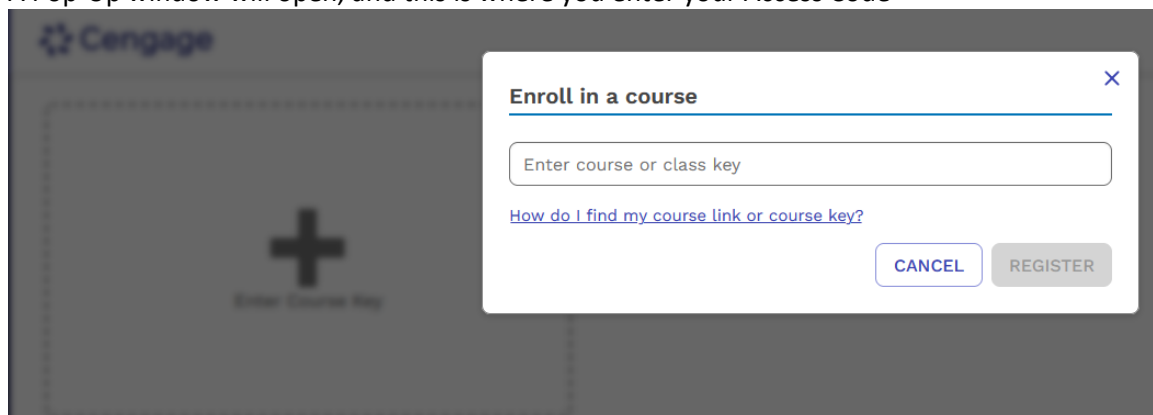 A Pop-Up window will open, and this is where you enter your Access Code
Cengage
Enroll in a course
Enter course or class key
How do I find my course link or course key?
CANCEL REGISTER
Enter Course Key